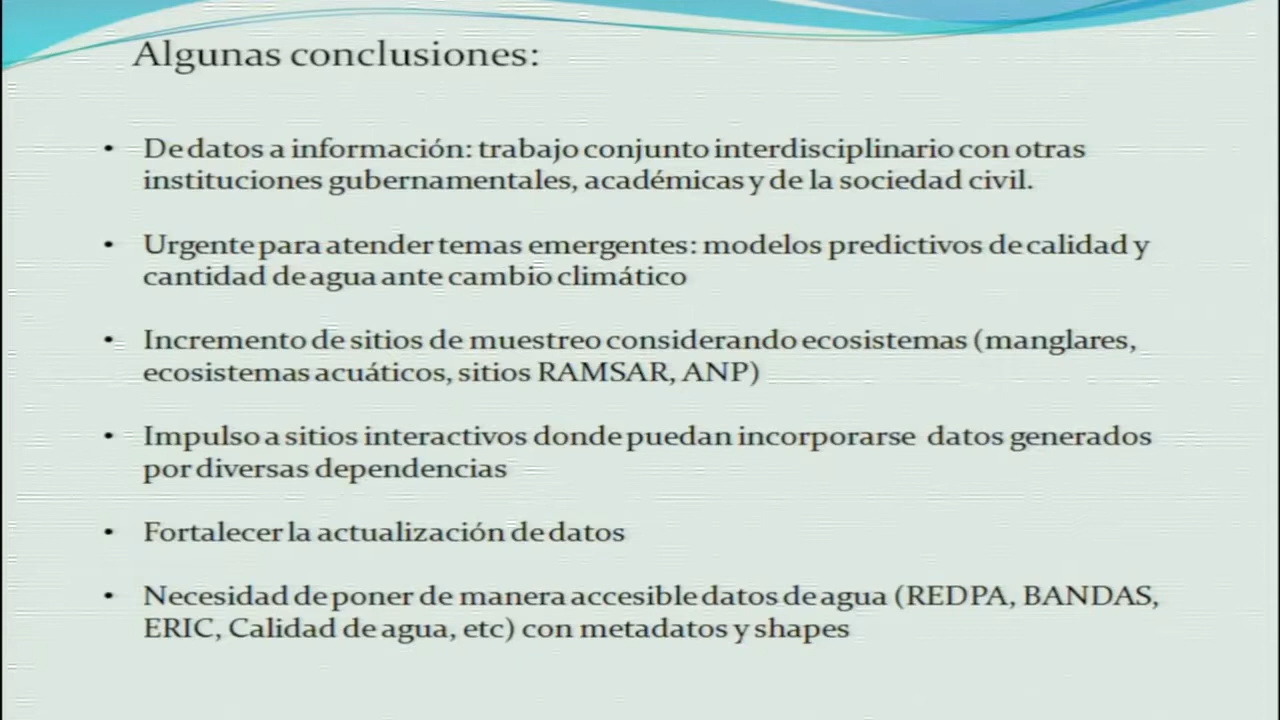 Algunas conclusiones:
• De datos a información: trabajo conjunto interdisciplinario con otras
instituciones gubernamentales, académicas y de la sociedad civil.
• Urgente para atender temas emergentes: modelos predictivos de calidad y
cantidad de agua ante cambio climático
• Incremento de sitios de muestreo considerando ecosistemas (manglares,
ecosistemas acuáticos, sitios RAMSAR, ANP)
• Impulso a sitios interactivos donde puedan incorporarse datos generados
por diversas dependencias
• Fortalecer la actualización de datos
• Necesidad de poner de manera accesible datos de agua (REDPA, BANDAS,
ERIC, Calidad de agua, etc) con metadatos y shapes